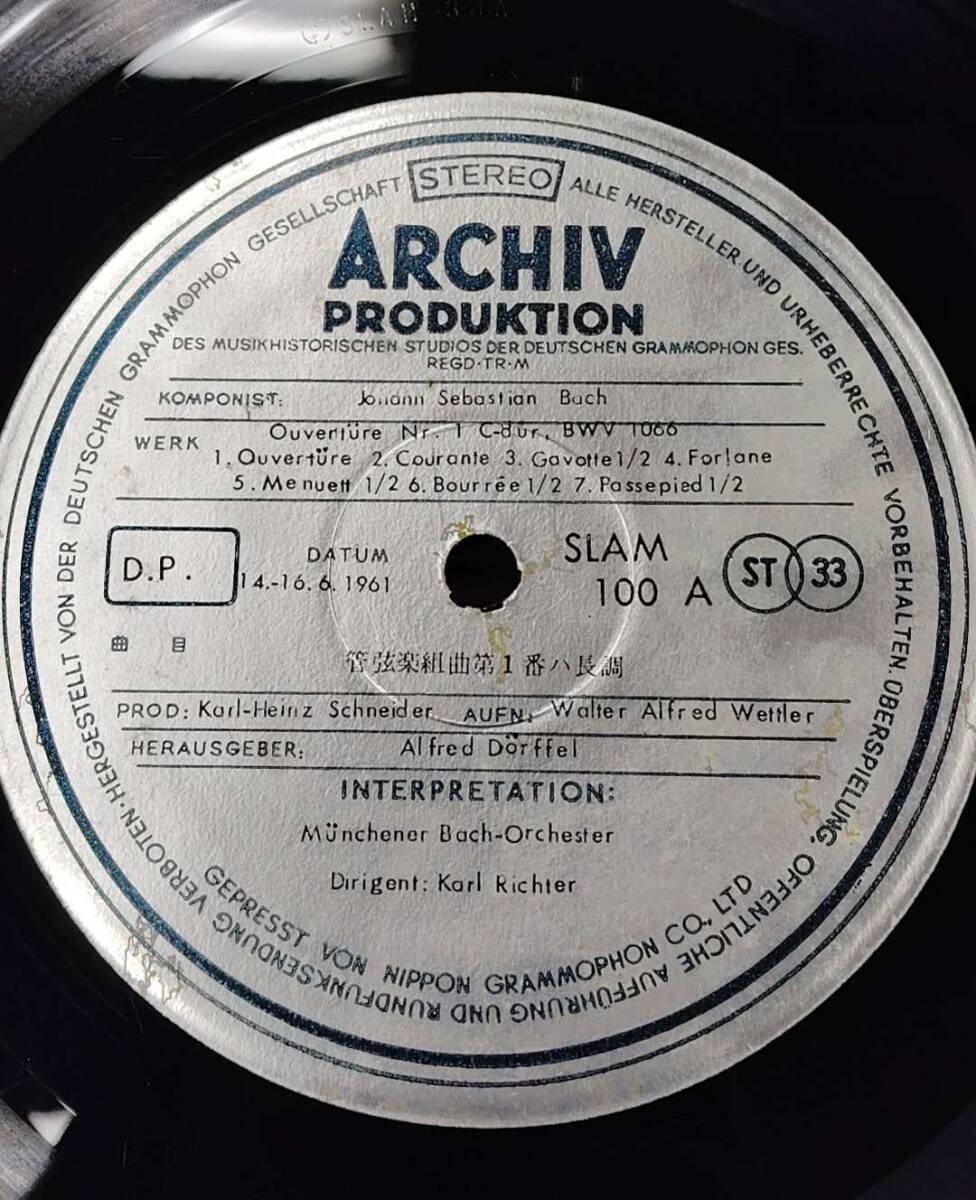 STEREO
ARCHIV
PRODUKTION
DES MUSIKHISTORISCHEN STUDIOS DER DEUTSCHEN GRAMMOPHON GES.
REGD·TR·M
KOMPONIST: Johann Sebastian Bach
WERK Ouvertüre Nr. 1 C-dur, BWV 1066
1. Ouvertüre 2. Courante 3. Gavotte 1/2 4. Forlane
5. Menuett 1/2 6. Bourrée 1/2 7. Passepied 1/2
D.P.
DATUM
14.-16. 6. 1961
SLAM
100 A
ST 33
曲目
管弦楽組曲第1番ハ長調
PROD: Karl-Heinz Schneider AUFN: Walter Alfred Wettler
HERAUSGEBER: Alfred Dörffel
INTERPRETATION:
Münchener Bach-Orchester
Dirigent: Karl Richter
GEPRESST VON NIPPON GRAMMOPHON CO., LTD
HERGESTELLT VON DER DEUTSCHEN GRAMMOPHON GESELLSCHAFT
ALLE HERSTELLER UND URHEBERRECHTE VORBEHALTEN. ÜBERSPIELUNG, OFFENTLICHE AUFFÜHRUNG UND RUNDFUNKSENDUNG VERBOTEN·